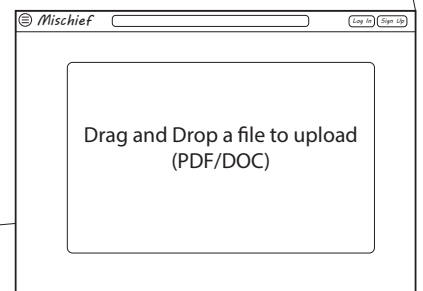 Mischief
Log In Sign Up
Drag and Drop a file to upload
(PDF/DOC)